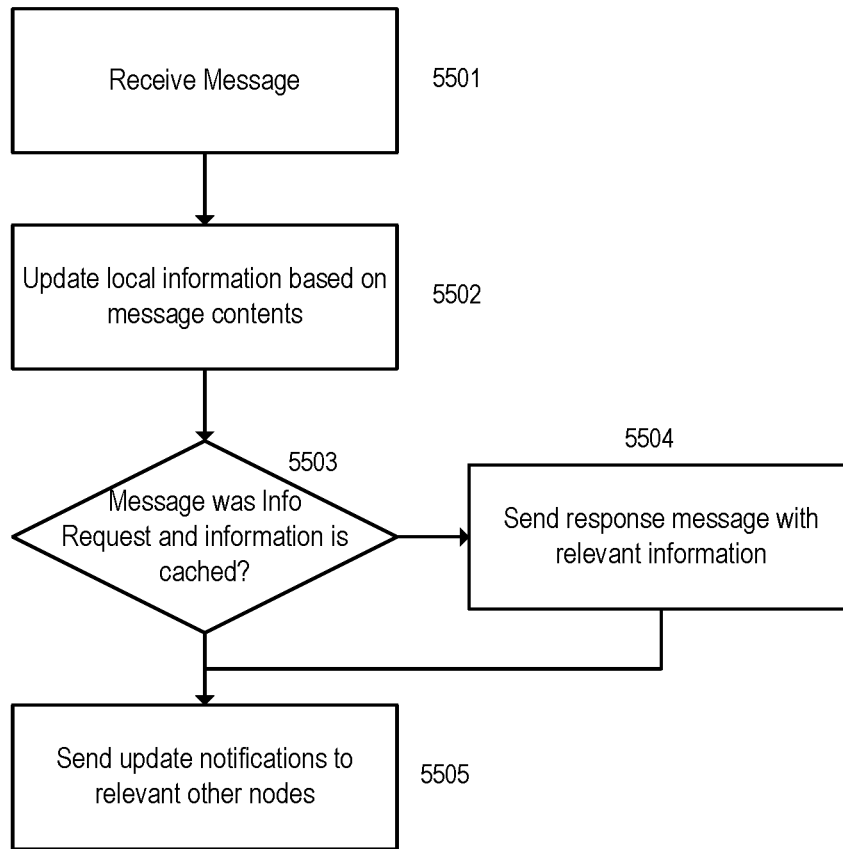 Receive Message
5501
Update local information based on
message contents
5502
5503
Message was Info
Request and information is
cached?
5504
Send response message with
relevant information
Send update notifications to
relevant other nodes
5505